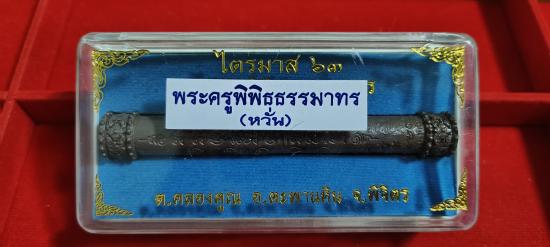 ไตรมาส ๖๓
พระครูพิพิธธรรมาทร
(หวั่น)
ต.คลองคูณ อ.ตะพานหิน จ.พิจิตร